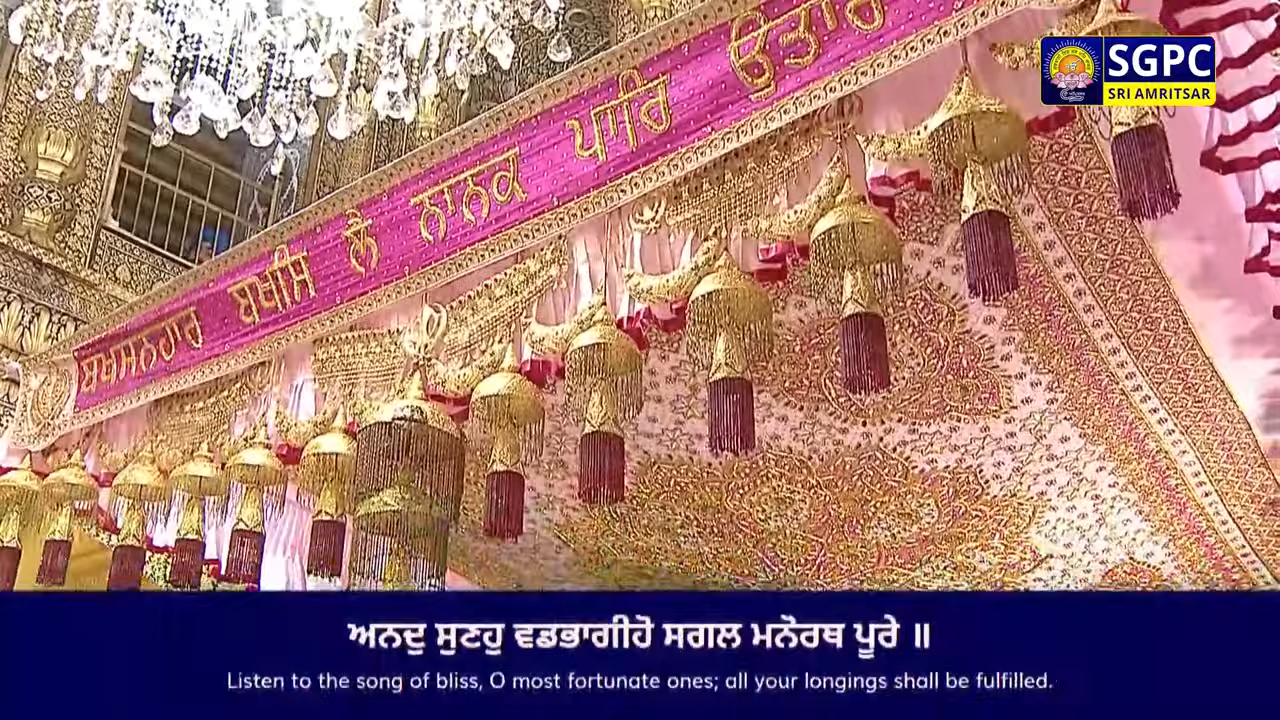 SGPC
SRI AMRITSAR
ਬਖਸਨਹਾਰ ਬਖਸਿ ਲੈ ਨਾਨਕ ਪਾਰਿ ਉਤਾਰ
ਅਨਦੁ ਸੁਣਹੁ ਵਡਭਾਗੀਹੋ ਸਗਲ ਮਨੋਰਥ ਪੂਰੇ ॥
Listen to the song of bliss, O most fortunate ones; all your longings shall be fulfilled.